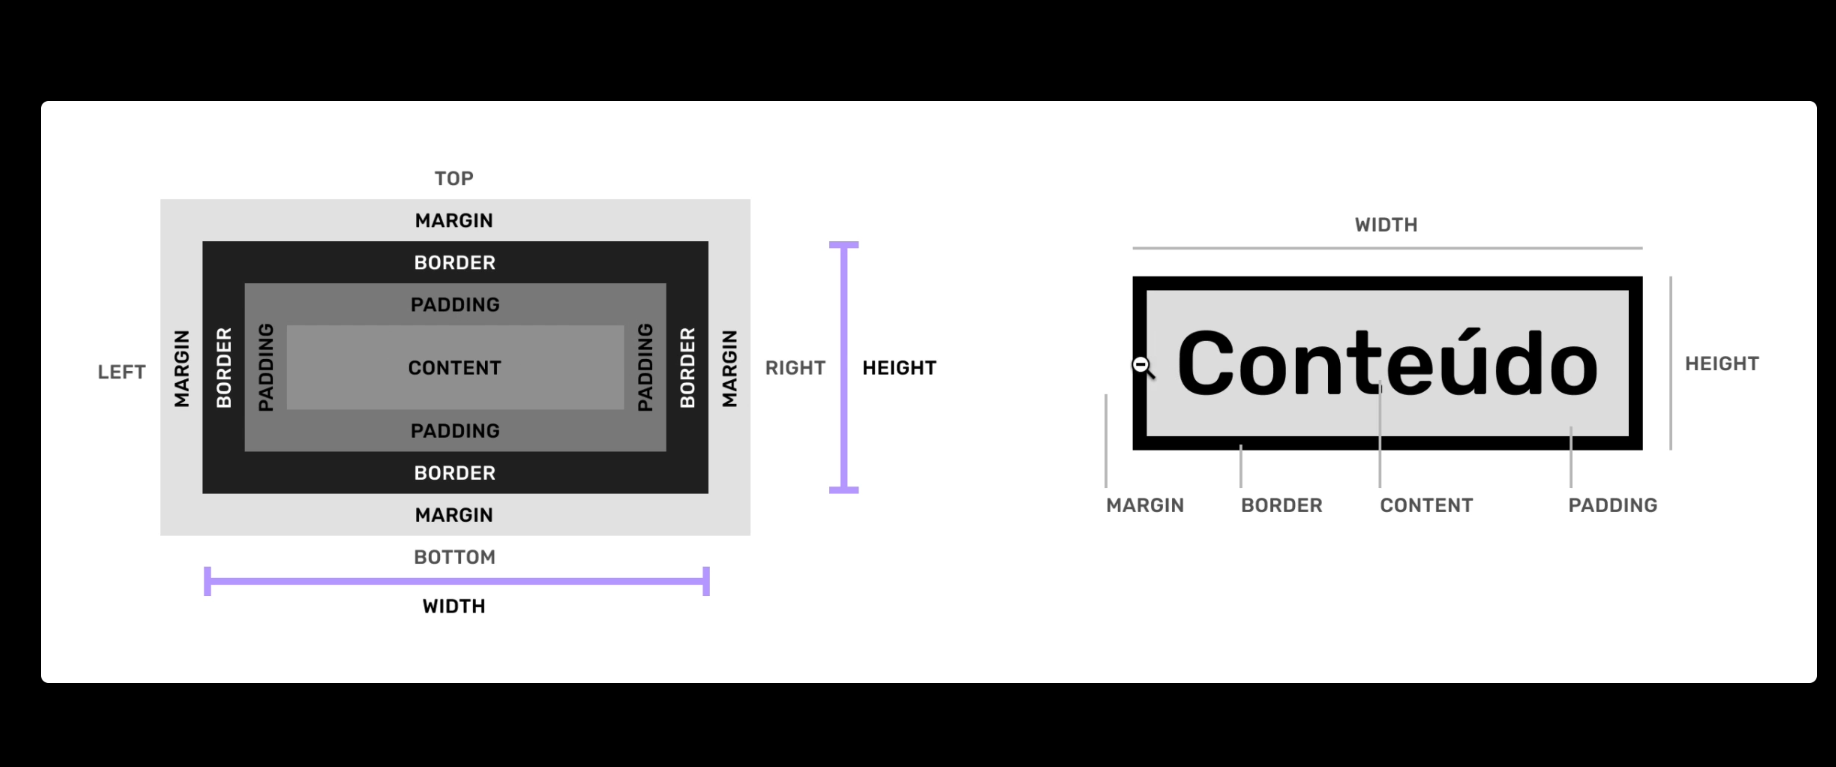 TOP
MARGIN
BORDER
PADDING
LEFT
MARGIN
BORDER
PADDING
CONTENT
PADDING
BORDER
MARGIN
RIGHT
HEIGHT
PADDING
BORDER
MARGIN
BOTTOM
WIDTH
WIDTH
Conteúdo
HEIGHT
MARGIN
BORDER
CONTENT
PADDING